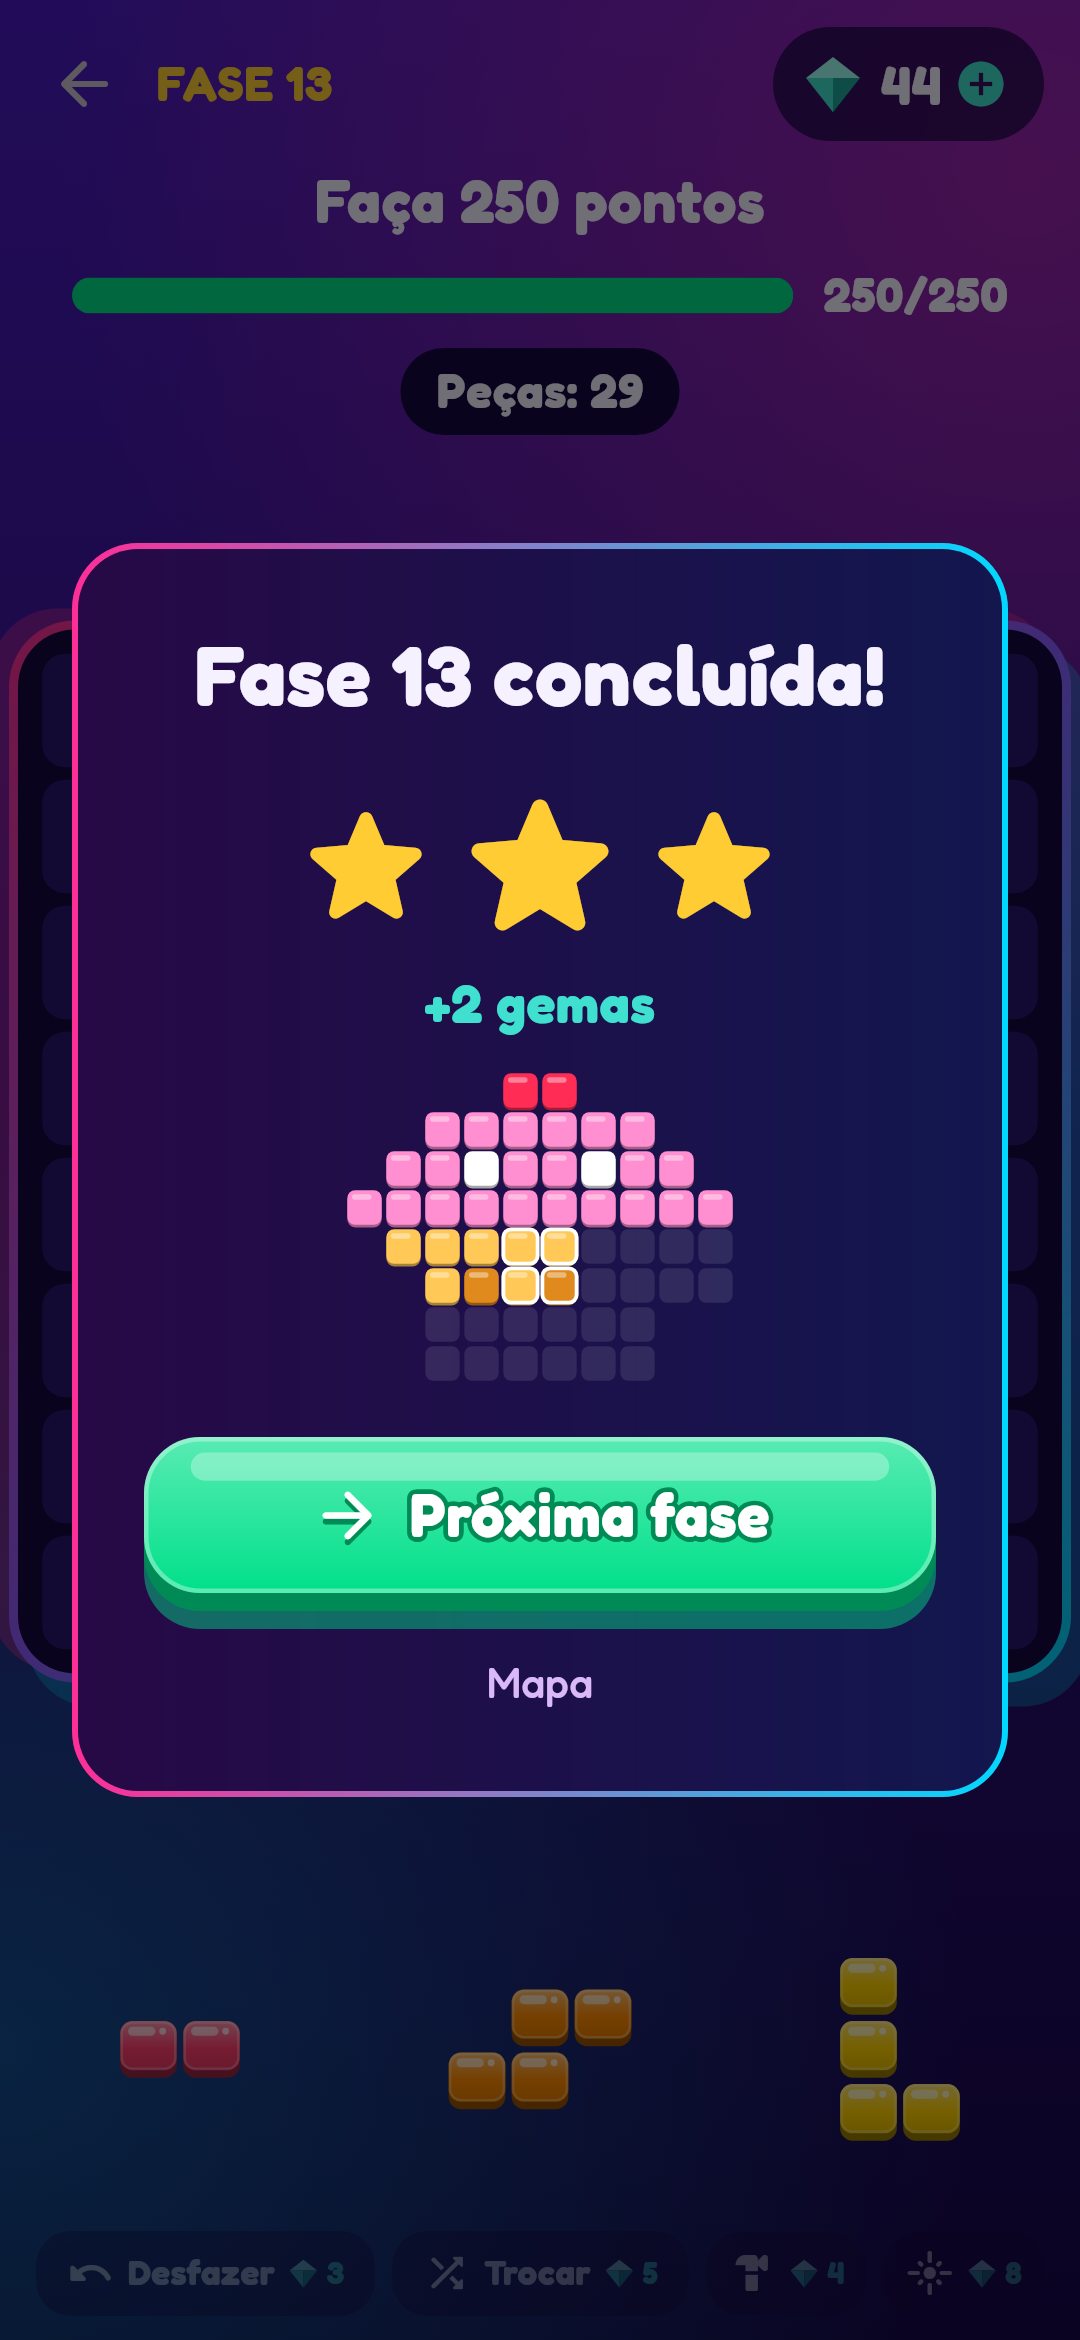 FASE 13
44
Faça 250 pontos
250/250
Peças: 29
Fase 13 concluída!
+2 gemas
Próxima fase
Mapa
Desfazer 3
Trocar 5
4
8